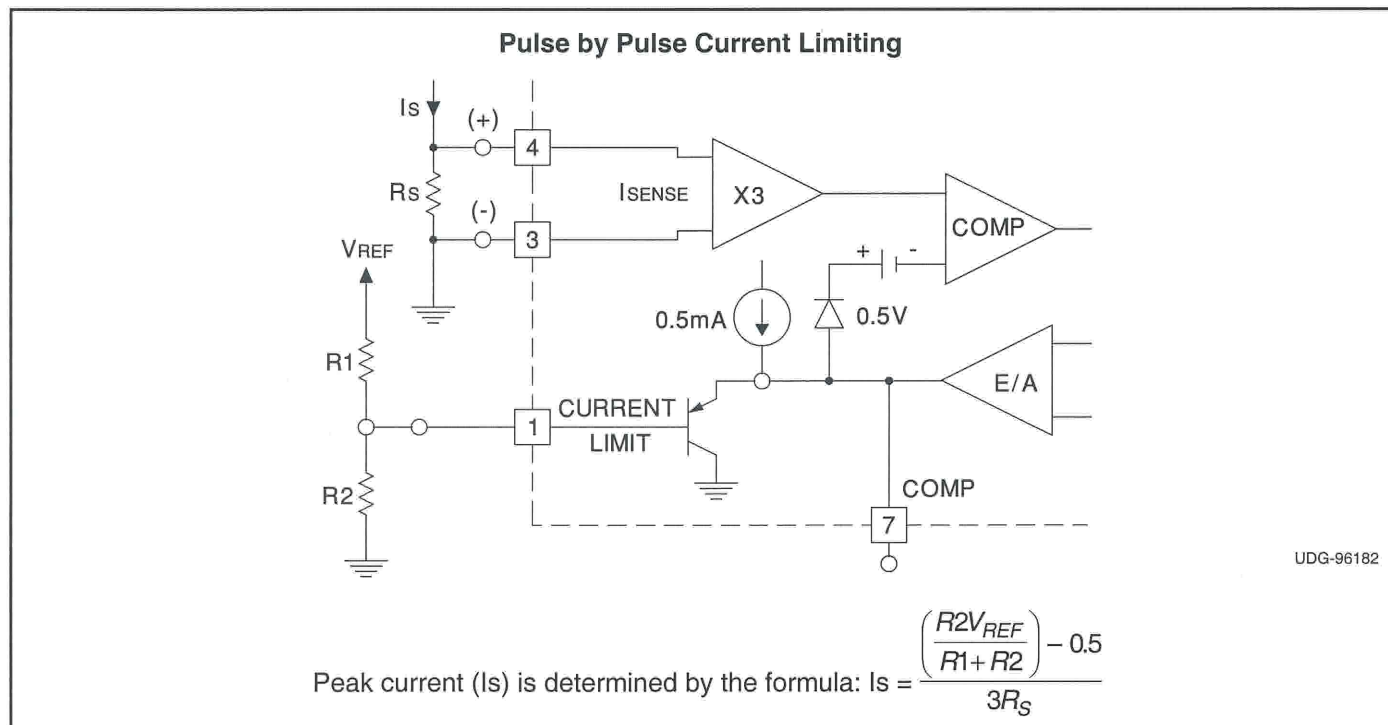 Pulse by Pulse Current Limiting
Is
(+)
4
Rs
ISENSE
X3
(-)
3
COMP
VREF
+
-
0.5mA
0.5V
R1
E/A
1
CURRENT
LIMIT
R2
COMP
7
UDG-96182
Peak current (Is) is determined by the formula: Is = ((R2VREF / R1+ R2) – 0.5) / 3RS